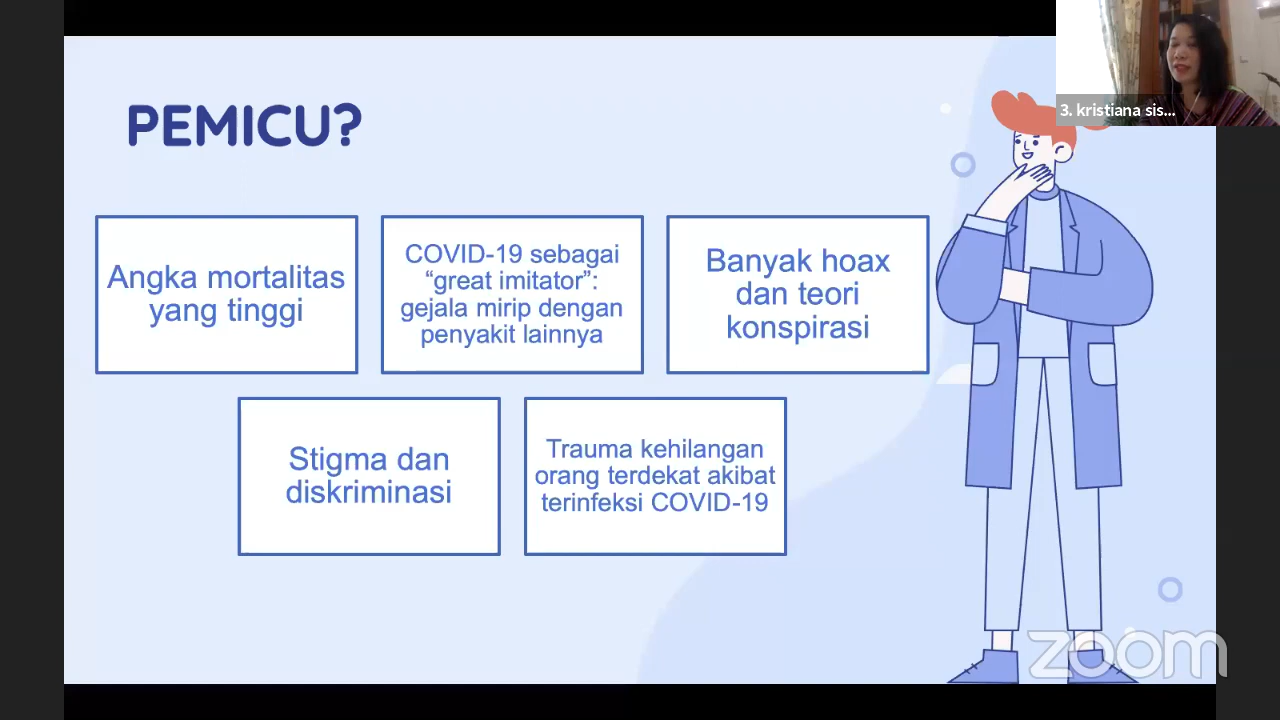 3. kristiana sis...
PEMICU?
Angka mortalitas
yang tinggi
COVID-19 sebagai
“great imitator”:
gejala mirip dengan
penyakit lainnya
Banyak hoax
dan teori
konspirasi
Stigma dan
diskriminasi
Trauma kehilangan
orang terdekat akibat
terinfeksi COVID-19
zoom